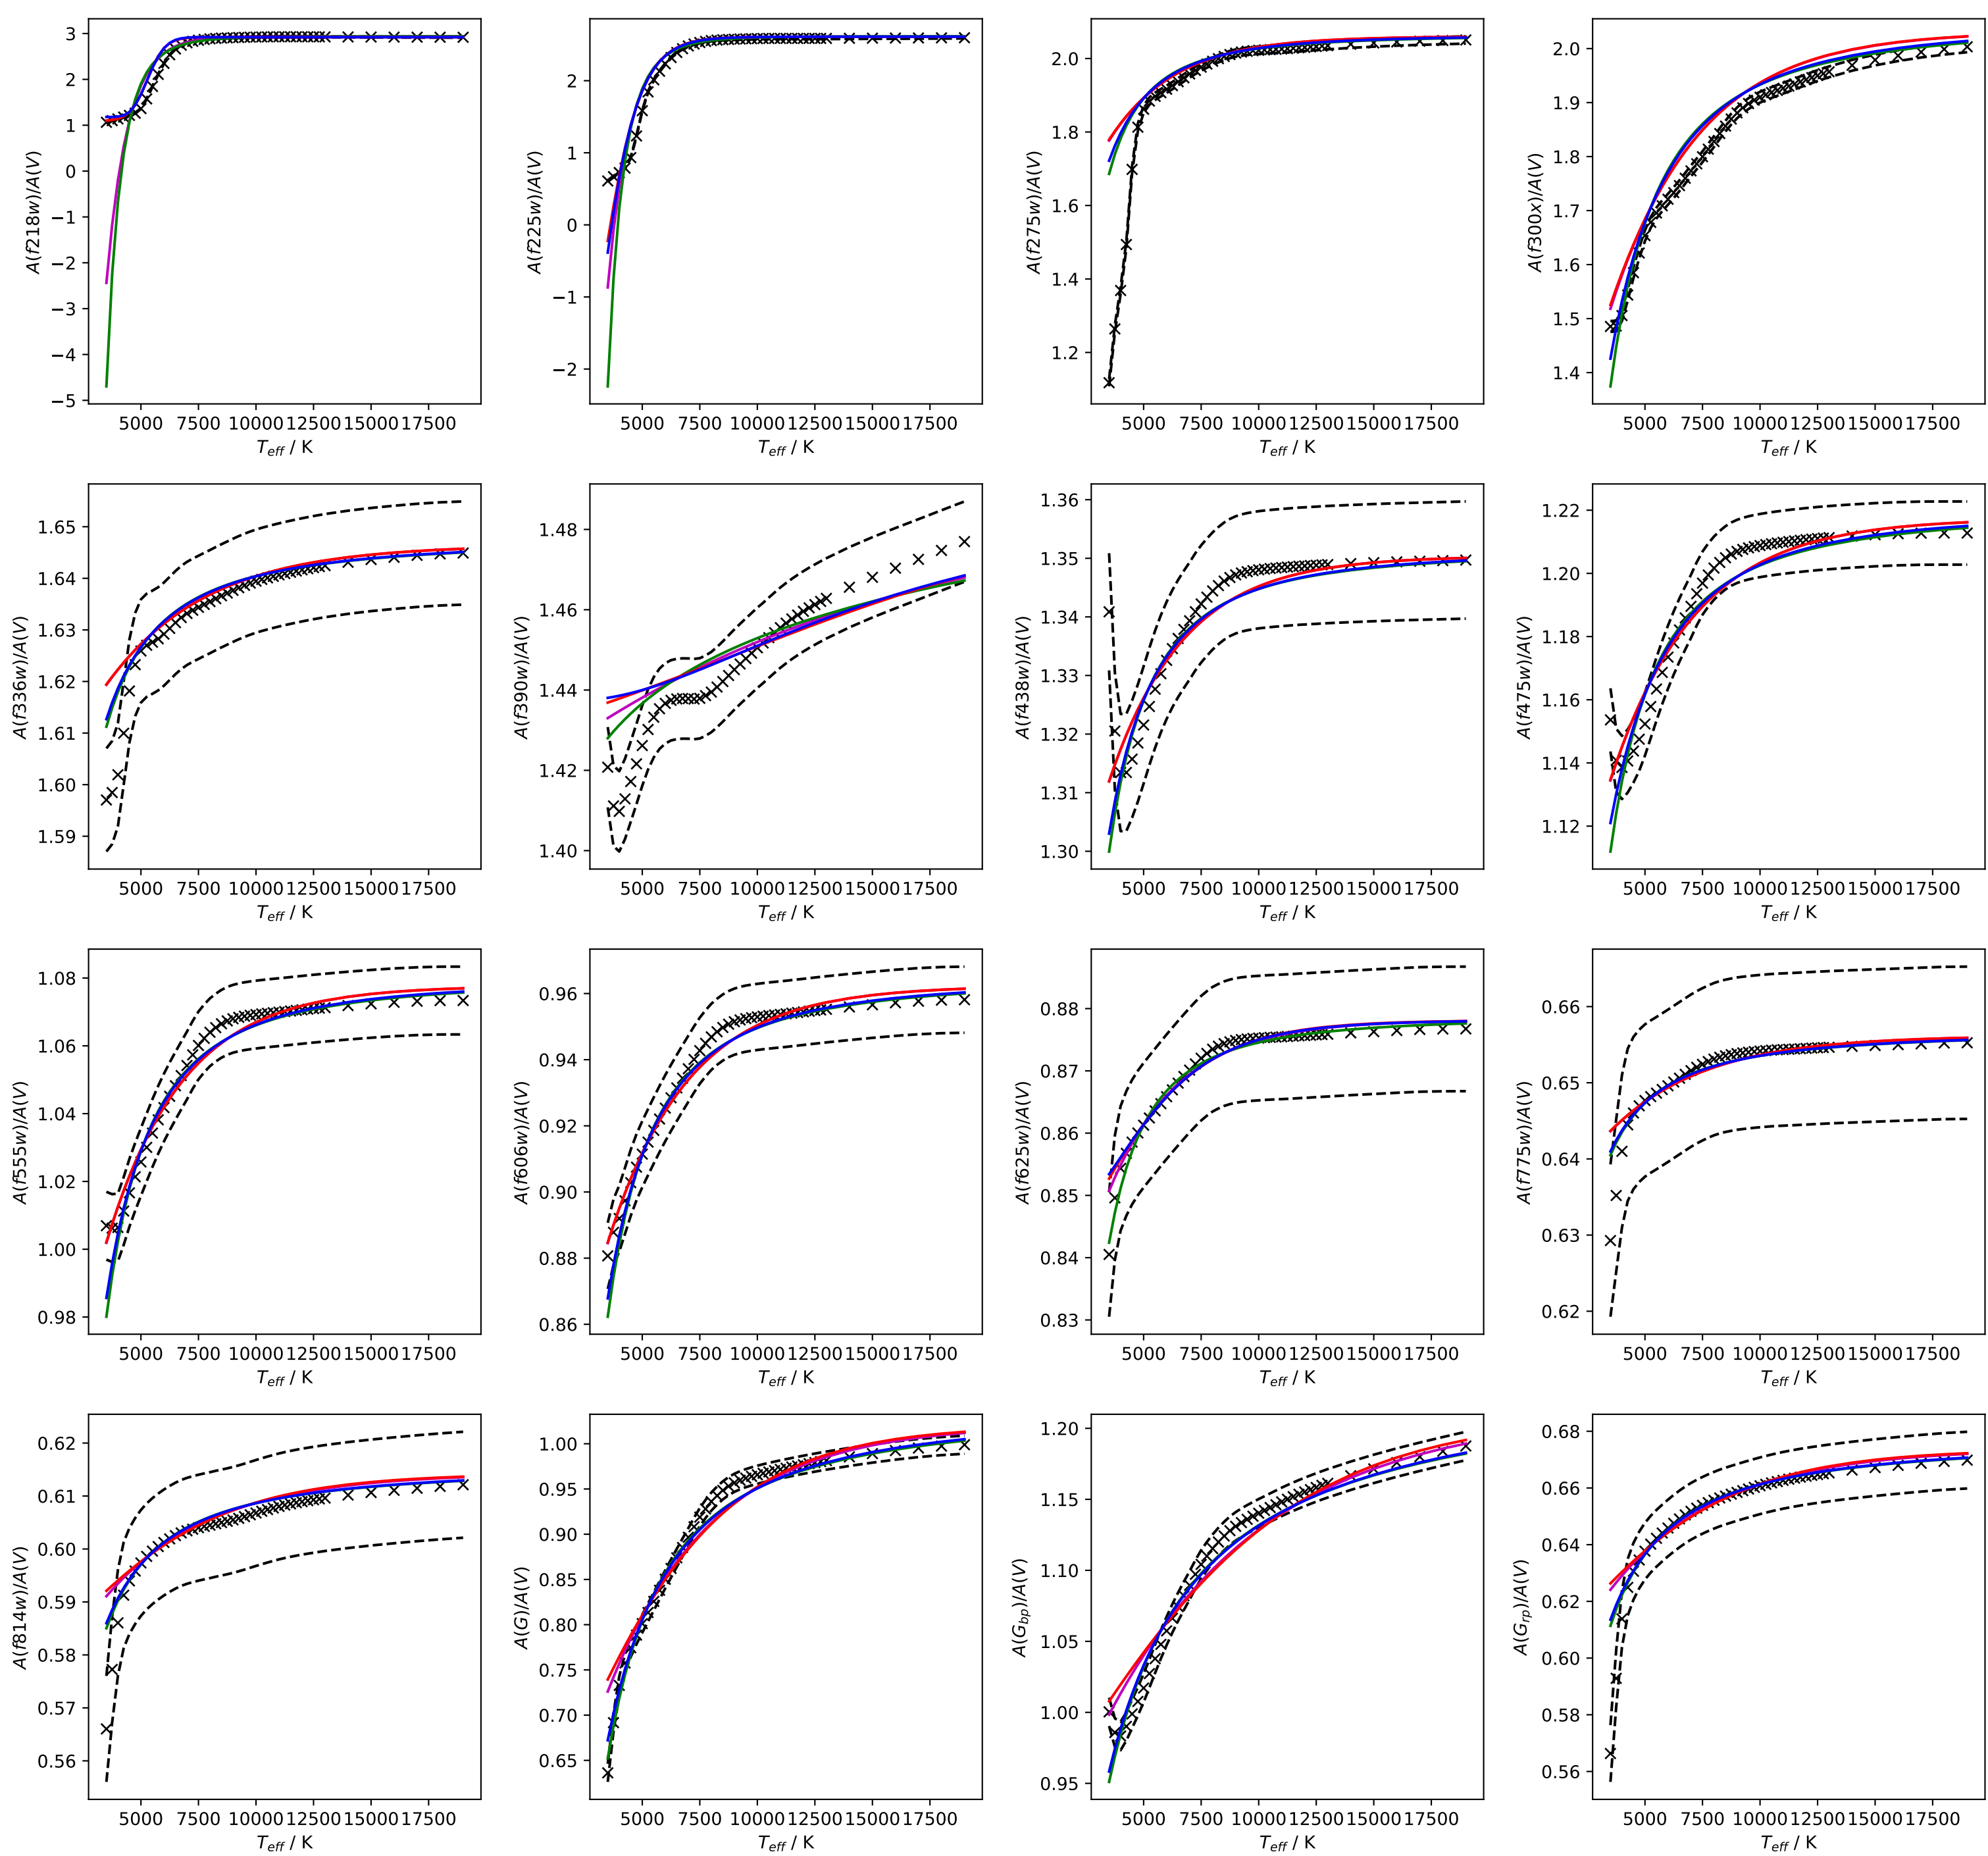 A(f218w)/A(V)
3
2
1
0
−1
−2
−3
−4
−5
5000 7500 10000 12500 15000 17500
T_eff / K
A(f225w)/A(V)
2
1
0
−1
−2
5000 7500 10000 12500 15000 17500
T_eff / K
A(f275w)/A(V)
2.0
1.8
1.6
1.4
1.2
5000 7500 10000 12500 15000 17500
T_eff / K
A(f300x)/A(V)
2.0
1.9
1.8
1.7
1.6
1.5
1.4
5000 7500 10000 12500 15000 17500
T_eff / K
A(f336w)/A(V)
1.65
1.64
1.63
1.62
1.61
1.60
1.59
5000 7500 10000 12500 15000 17500
T_eff / K
A(f390w)/A(V)
1.48
1.46
1.44
1.42
1.40
5000 7500 10000 12500 15000 17500
T_eff / K
A(f438w)/A(V)
1.36
1.35
1.34
1.33
1.32
1.31
1.30
5000 7500 10000 12500 15000 17500
T_eff / K
A(f475w)/A(V)
1.22
1.20
1.18
1.16
1.14
1.12
5000 7500 10000 12500 15000 17500
T_eff / K
A(f555w)/A(V)
1.08
1.06
1.04
1.02
1.00
0.98
5000 7500 10000 12500 15000 17500
T_eff / K
A(f606w)/A(V)
0.96
0.94
0.92
0.90
0.88
0.86
5000 7500 10000 12500 15000 17500
T_eff / K
A(f625w)/A(V)
0.88
0.87
0.86
0.85
0.84
0.83
5000 7500 10000 12500 15000 17500
T_eff / K
A(f775w)/A(V)
0.66
0.65
0.64
0.63
0.62
5000 7500 10000 12500 15000 17500
T_eff / K
A(f814w)/A(V)
0.62
0.61
0.60
0.59
0.58
0.57
0.56
5000 7500 10000 12500 15000 17500
T_eff / K
A(G)/A(V)
1.00
0.95
0.90
0.85
0.80
0.75
0.70
0.65
5000 7500 10000 12500 15000 17500
T_eff / K
A(G_bp)/A(V)
1.20
1.15
1.10
1.05
1.00
0.95
5000 7500 10000 12500 15000 17500
T_eff / K
A(G_rp)/A(V)
0.68
0.66
0.64
0.62
0.60
0.58
0.56
5000 7500 10000 12500 15000 17500
T_eff / K